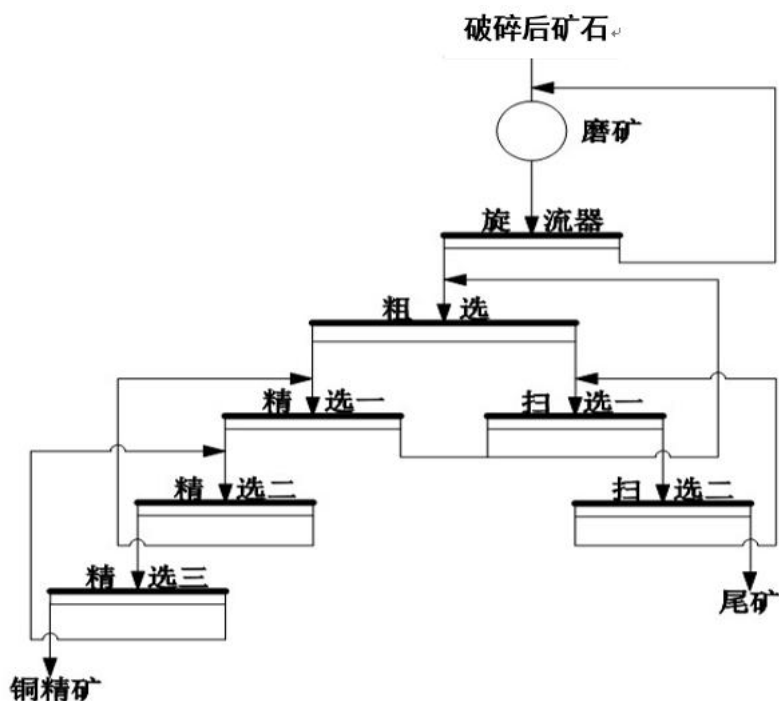 破碎后矿石
磨矿
旋 流器
粗 选
精 选一
扫 选一
精 选二
扫 选二
精 选三
尾矿
铜精矿